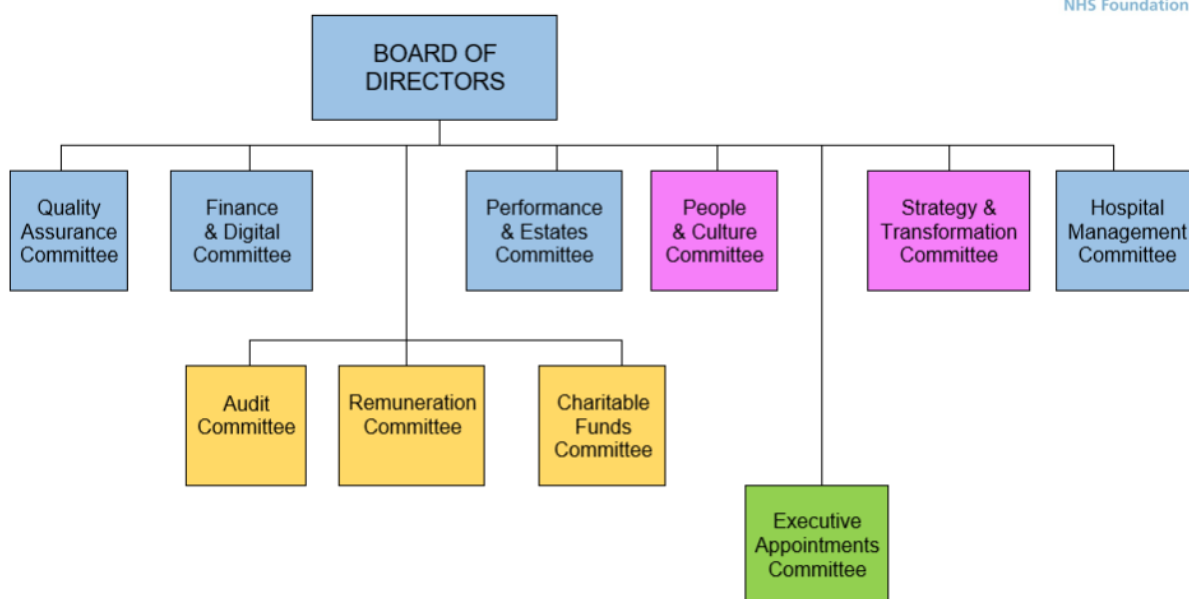 NHS Foundation
BOARD OF
DIRECTORS
Quality
Assurance
Committee
Finance
& Digital
Committee
Performance
& Estates
Committee
People
& Culture
Committee
Strategy &
Transformation
Committee
Hospital
Management
Committee
Audit
Committee
Remuneration
Committee
Charitable
Funds
Committee
Executive
Appointments
Committee